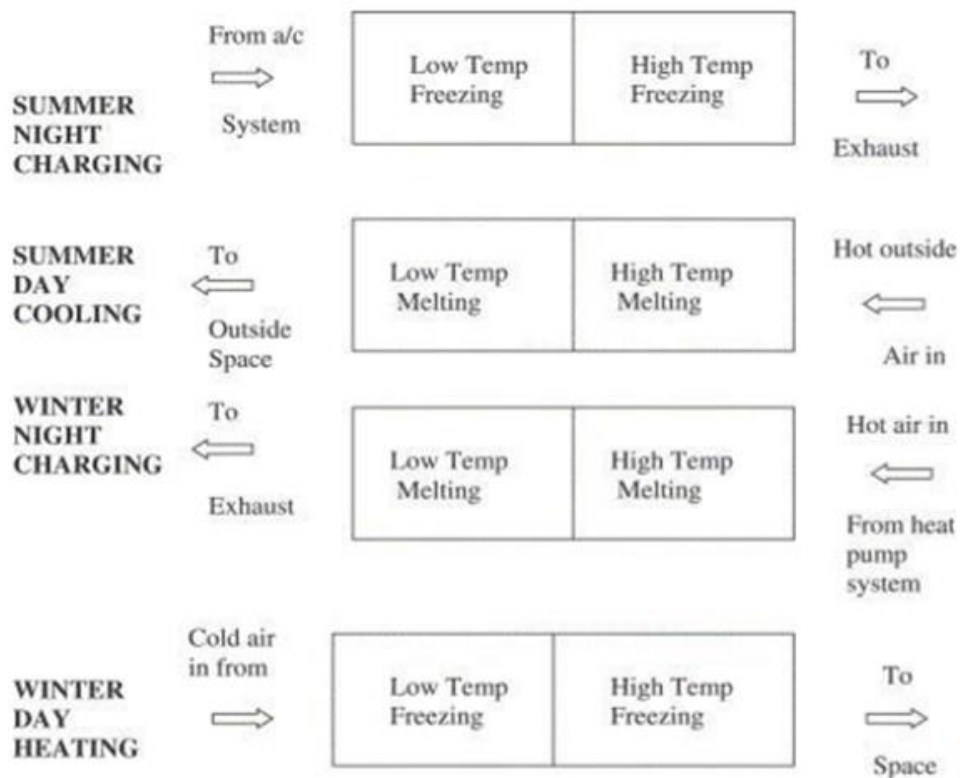 SUMMER
NIGHT
CHARGING
From a/c
System
Low Temp
Freezing
High Temp
Freezing
To
Exhaust
SUMMER
DAY
COOLING
To
Outside
Space
Low Temp
Melting
High Temp
Melting
Hot outside
Air in
WINTER
NIGHT
CHARGING
To
Exhaust
Low Temp
Melting
High Temp
Melting
Hot air in
From heat
pump
system
WINTER
DAY
HEATING
Cold air
in from
Low Temp
Freezing
High Temp
Freezing
To
Space